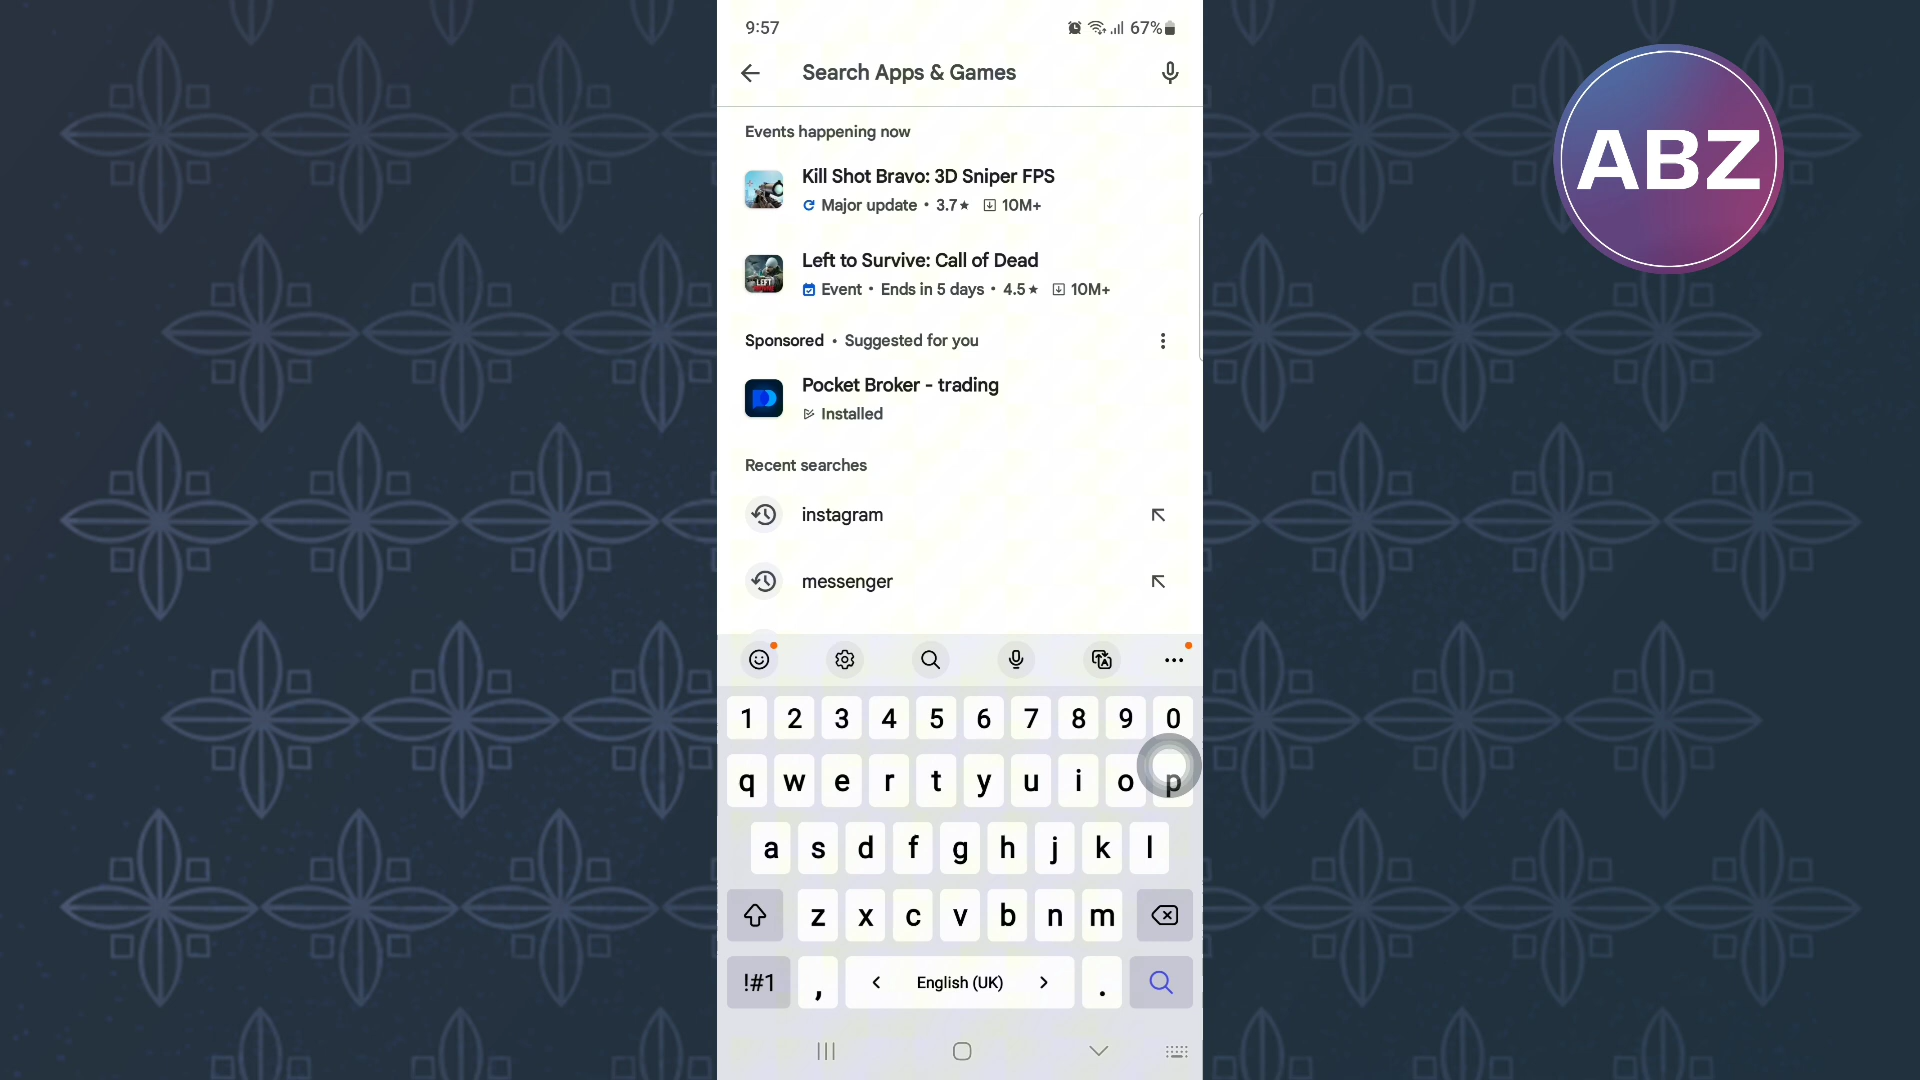 9:57
67%
Search Apps & Games
ABZ
Events happening now
Kill Shot Bravo: 3D Sniper FPS
Major update • 3.7★ 10M+
Left to Survive: Call of Dead
Event • Ends in 5 days • 4.5★ 10M+
Sponsored • Suggested for you
Pocket Broker - trading
Installed
Recent searches
instagram
messenger
1 2 3 4 5 6 7 8 9 0
q w e r t y u i o p
a s d f g h j k l
z x c v b n m
!#1 , < English (UK) > .